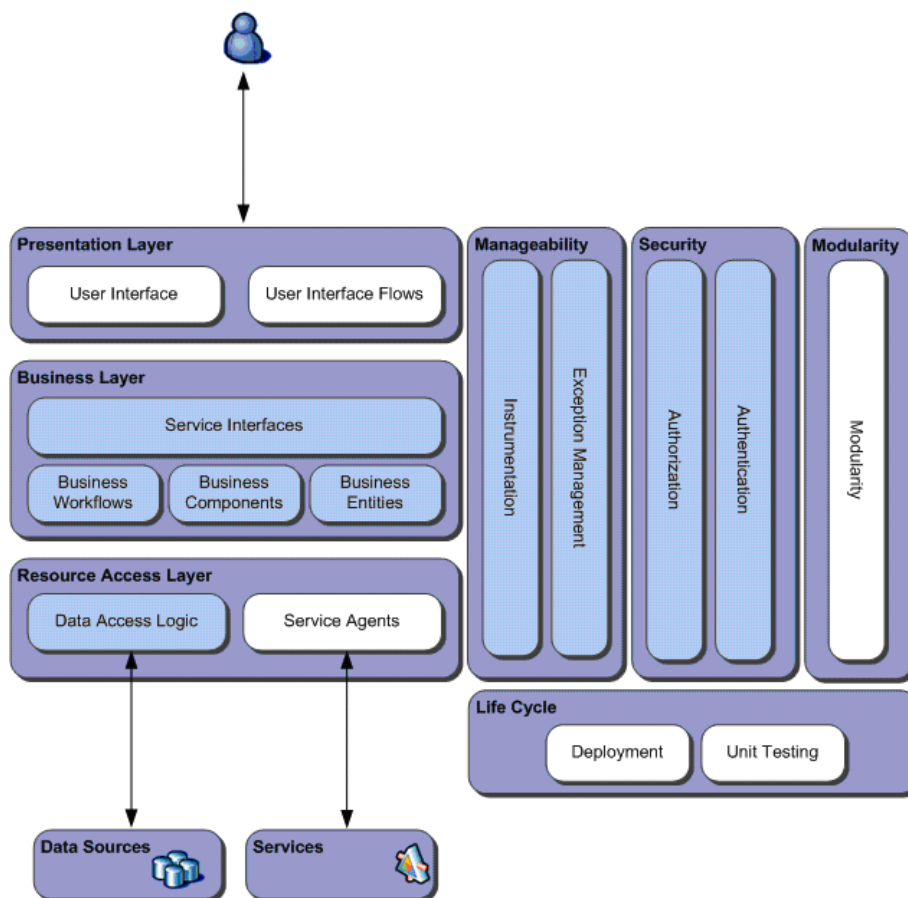 Presentation Layer
User Interface
User Interface Flows
Business Layer
Service Interfaces
Business
Workflows
Business
Components
Business
Entities
Resource Access Layer
Data Access Logic
Service Agents
Manageability
Instrumentation
Exception Management
Security
Authorization
Authentication
Modularity
Modularity
Life Cycle
Deployment
Unit Testing
Data Sources
Services